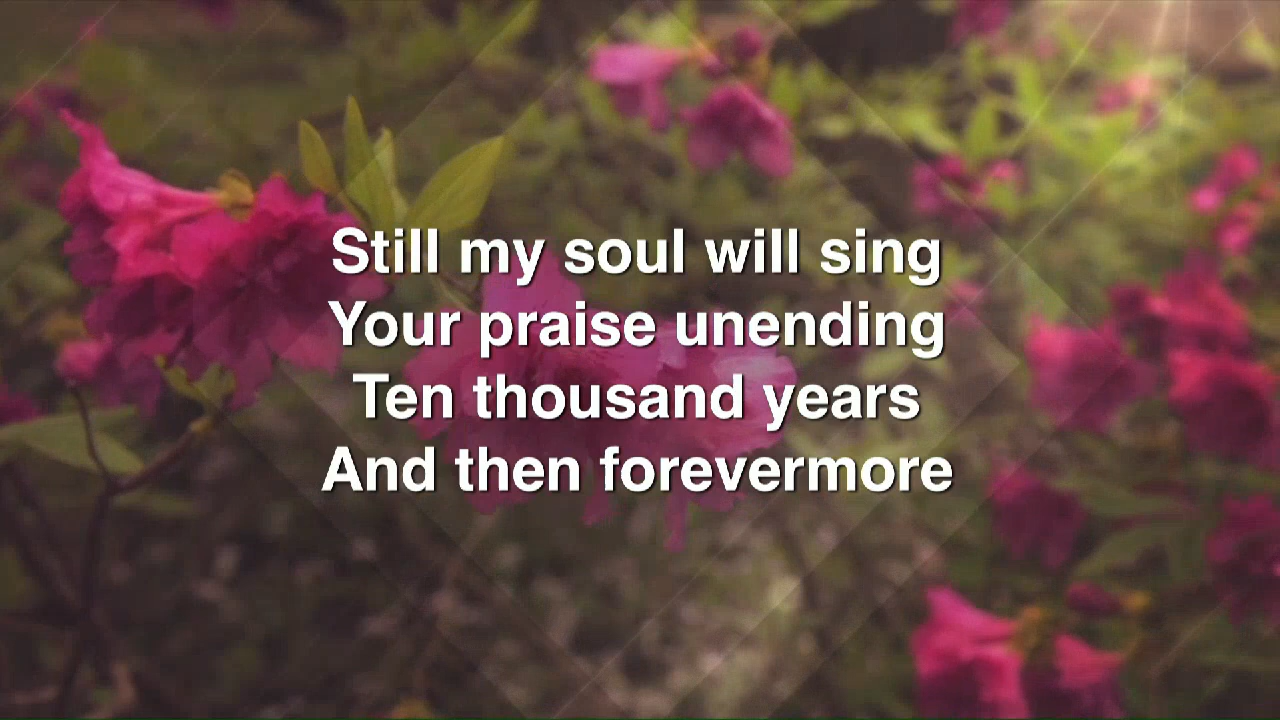 Still my soul will sing
Your praise unending
Ten thousand years
And then forevermore